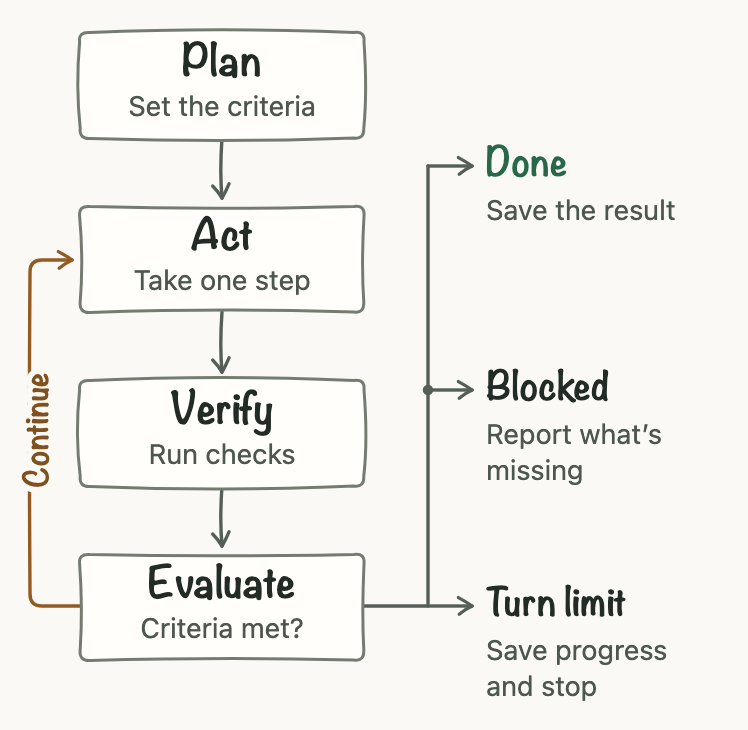 Plan
Set the criteria
Act
Take one step
Verify
Run checks
Evaluate
Criteria met?
Continue
Done
Save the result
Blocked
Report what’s
missing
Turn limit
Save progress
and stop